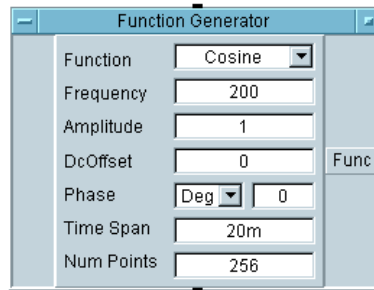 Function Generator
Function Cosine
Frequency 200
Amplitude 1
DcOffset 0 Func
Phase Deg 0
Time Span 20m
Num Points 256